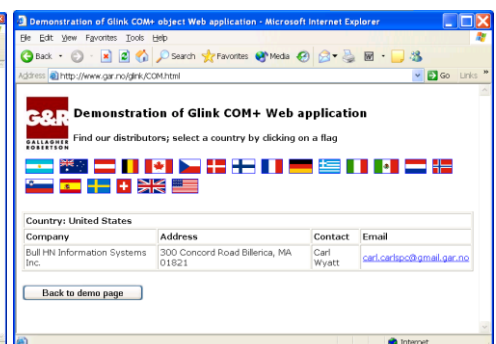 Demonstration of Glink COM+ object Web application - Microsoft Internet Explorer
File Edit View Favorites Tools Help
Back Search Favorites Media
Address http://www.gar.no/glink/COM.html Go Links »
G&R
GALLAGHER
ROBERTSON
Demonstration of Glink COM+ Web application
Find our distributors; select a country by clicking on a flag
Country: United States
Company Address Contact Email
Bull HN Information Systems Inc. 300 Concord Road Billerica, MA 01821 Carl Wyatt carl.carlspc@gmail.gar.no
Back to demo page
Internet